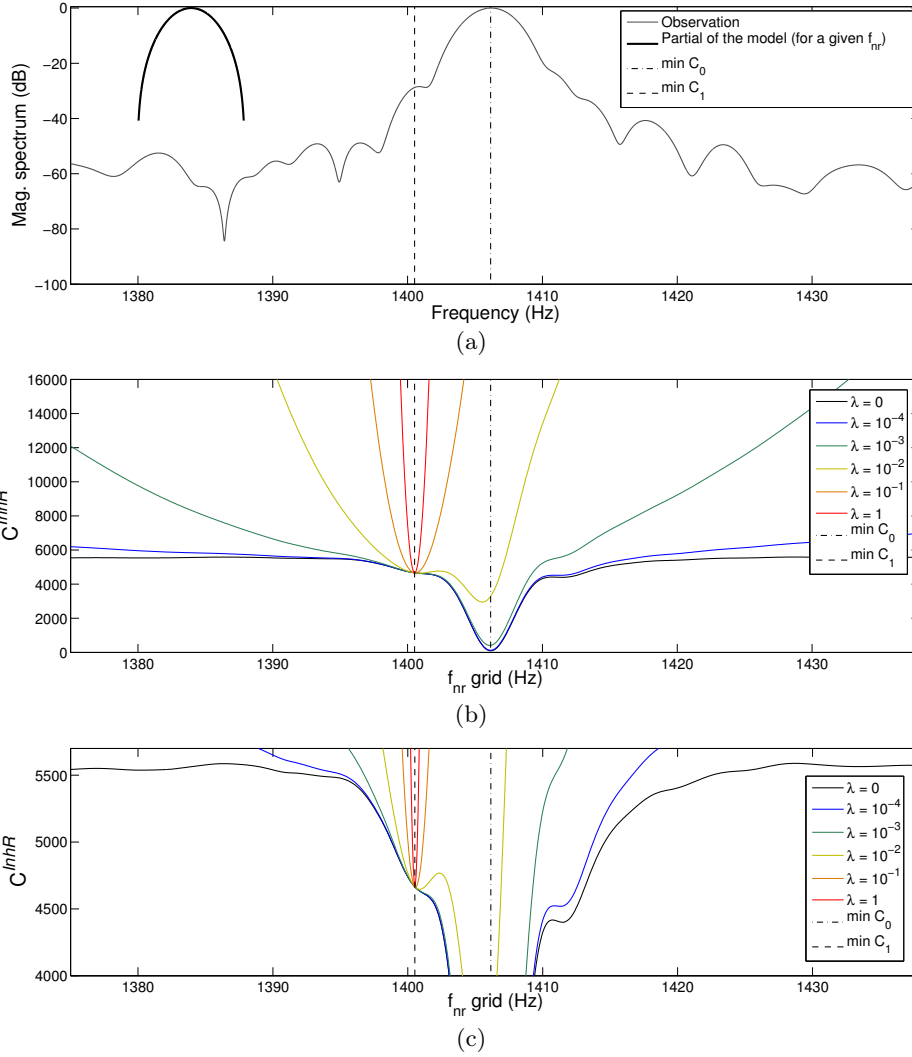 0
−20
−40
−60
−80
−100
Mag. spectrum (dB)
Observation
Partial of the model (for a given f_nr)
min C_0
min C_1
1380 1390 1400 1410 1420 1430
Frequency (Hz)
(a)
16000
14000
12000
10000
8000
6000
4000
2000
0
C^InhR
λ = 0
λ = 10^−4
λ = 10^−3
λ = 10^−2
λ = 10^−1
λ = 1
min C_0
min C_1
1380 1390 1400 1410 1420 1430
f_nr grid (Hz)
(b)
5500
5000
4500
4000
C^InhR
λ = 0
λ = 10^−4
λ = 10^−3
λ = 10^−2
λ = 10^−1
λ = 1
min C_0
min C_1
1380 1390 1400 1410 1420 1430
f_nr grid (Hz)
(c)